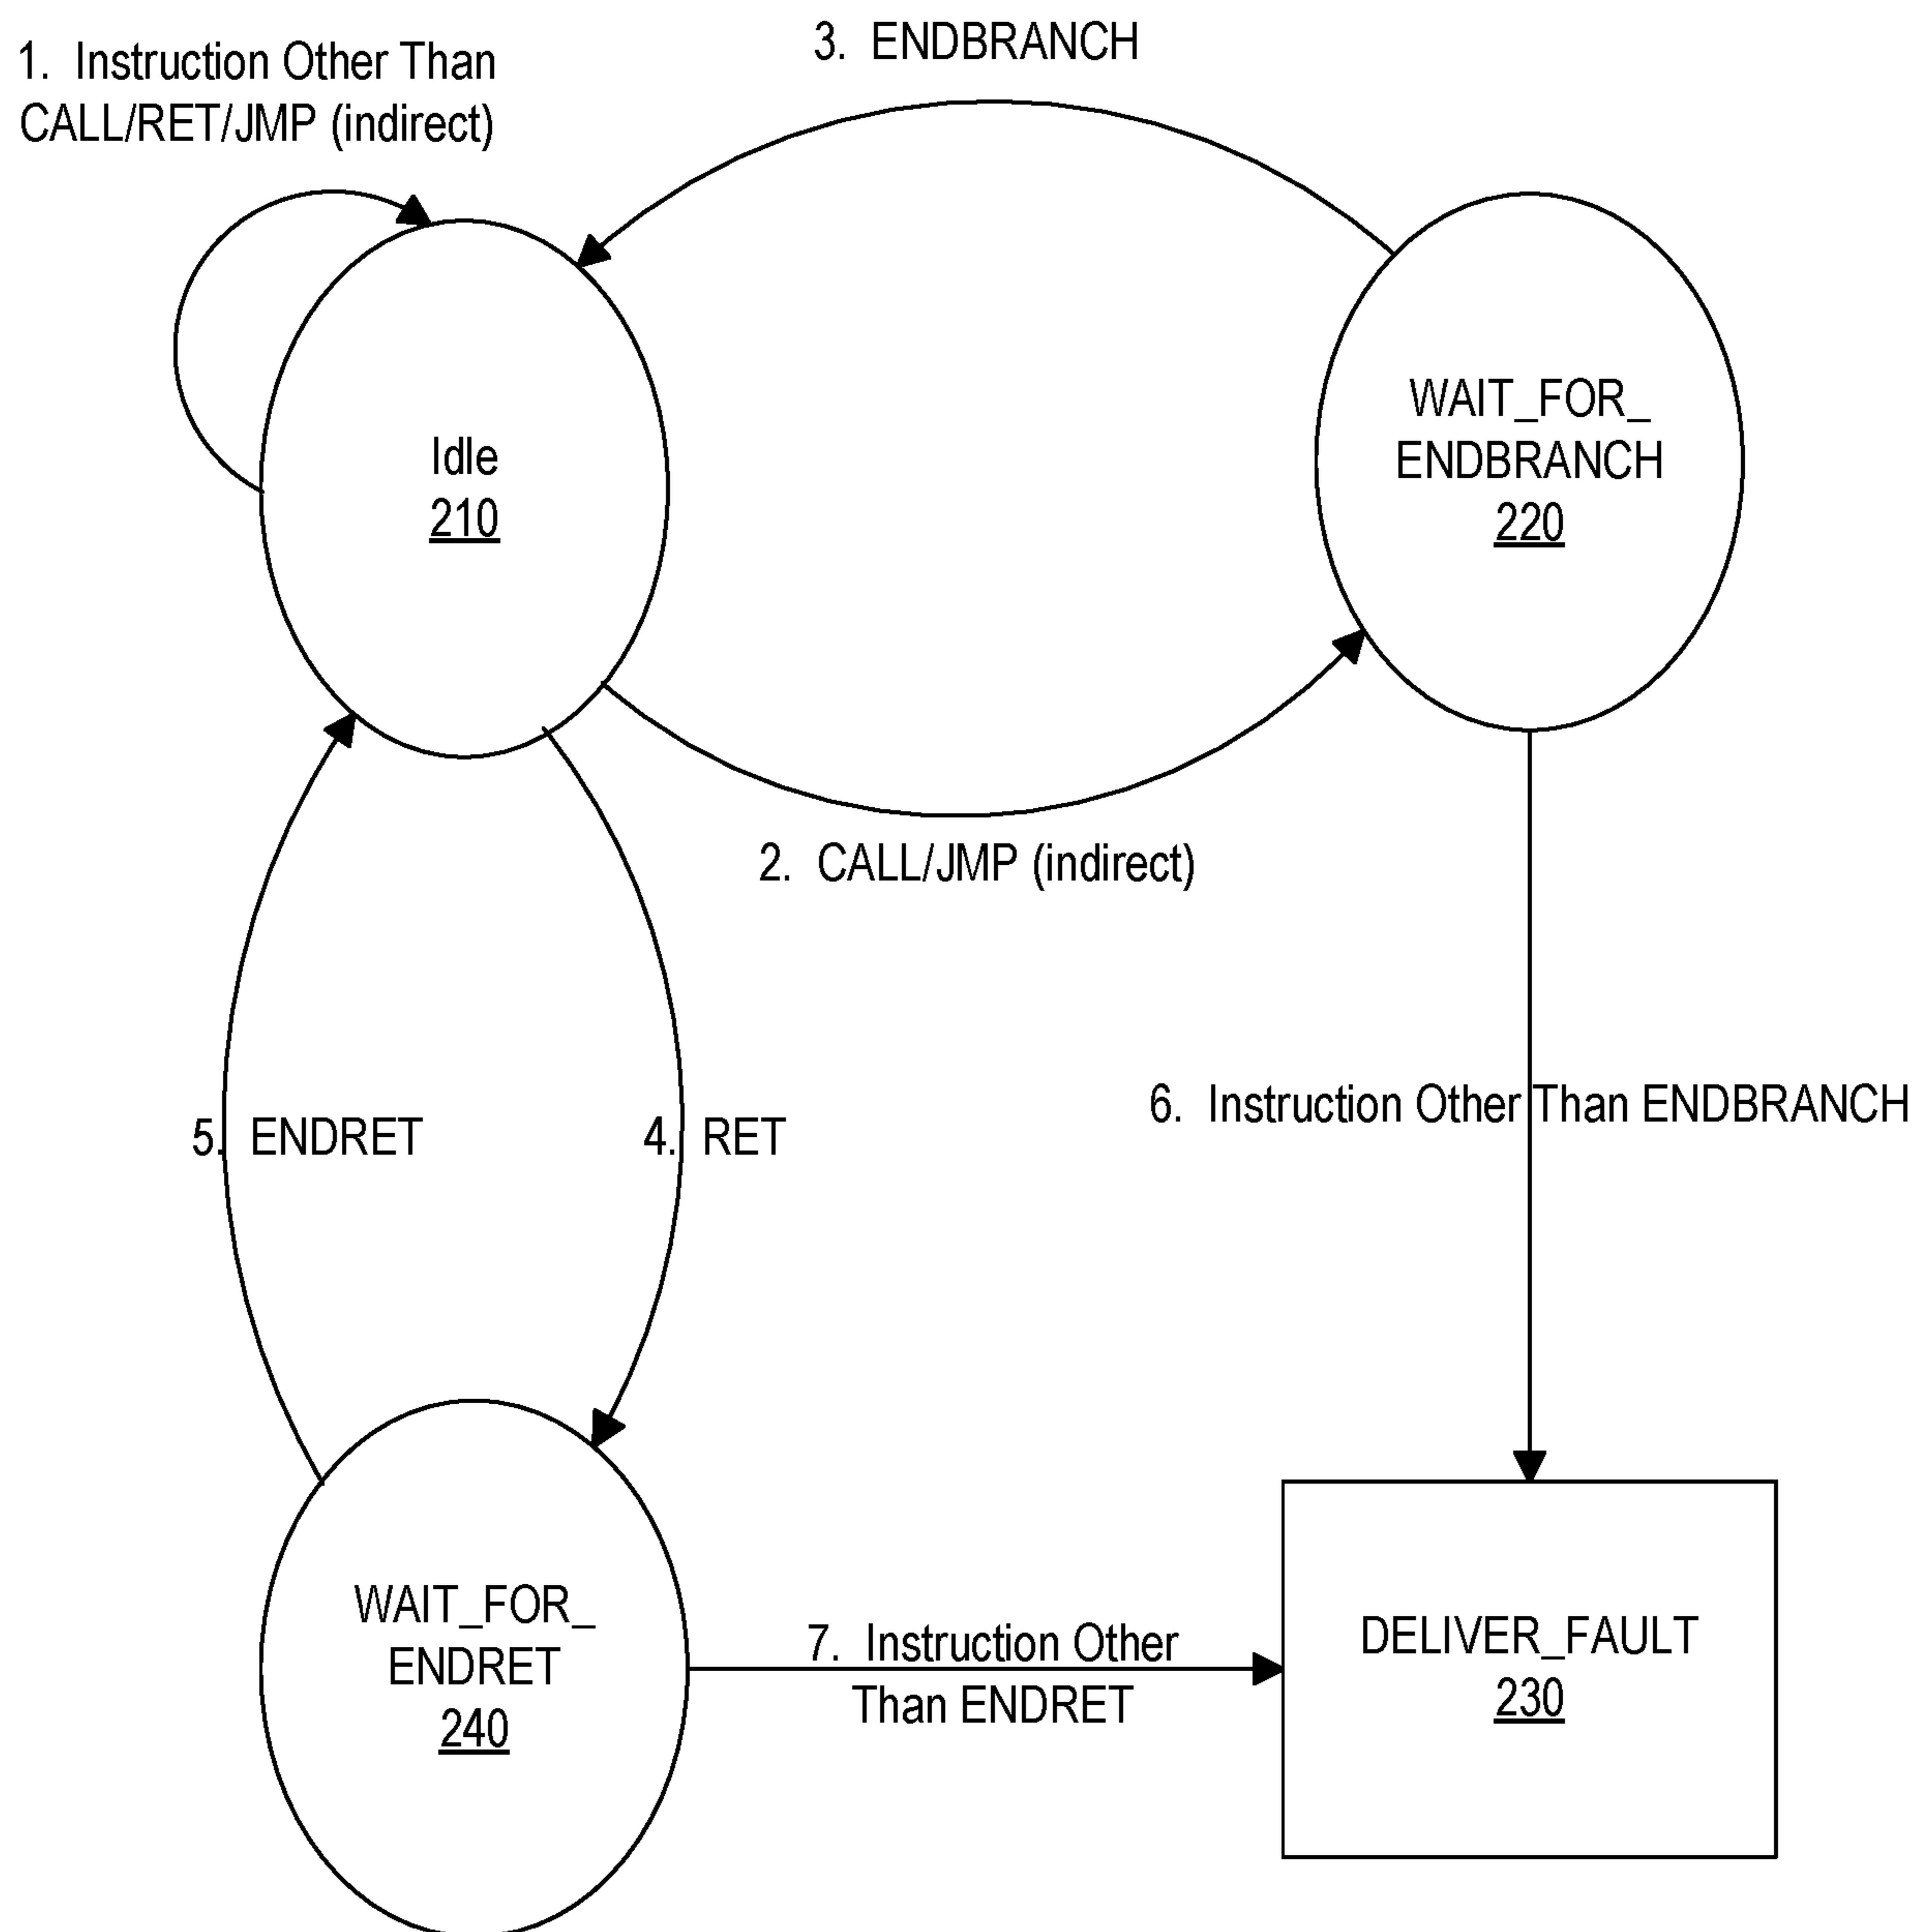 3. ENDBRANCH
1. Instruction Other Than
CALL/RET/JMP (indirect)
Idle
210
WAIT_FOR_
ENDBRANCH
220
2. CALL/JMP (indirect)
6. Instruction Other Than ENDBRANCH
5. ENDRET
4. RET
WAIT_FOR_
ENDRET
240
7. Instruction Other
Than ENDRET
DELIVER_FAULT
230